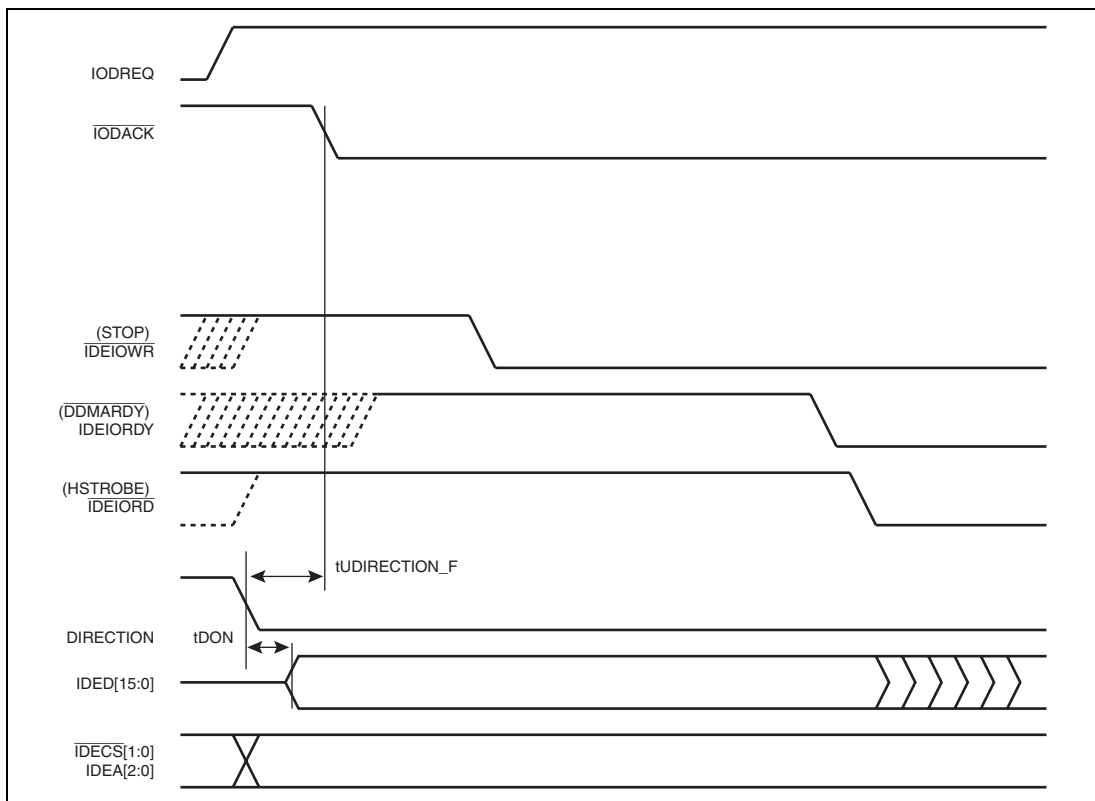 IODREQ
IODACK
(STOP)
IDEIOWR
(DDMARDY)
IDEIORDY
(HSTROBE)
IDEIORD
tUDIRECTION_F
DIRECTION
tDON
IDED[15:0]
IDECS[1:0]
IDEA[2:0]